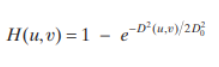 H(u,v) = 1 − e^{−D²(u,v)/2D₀²}